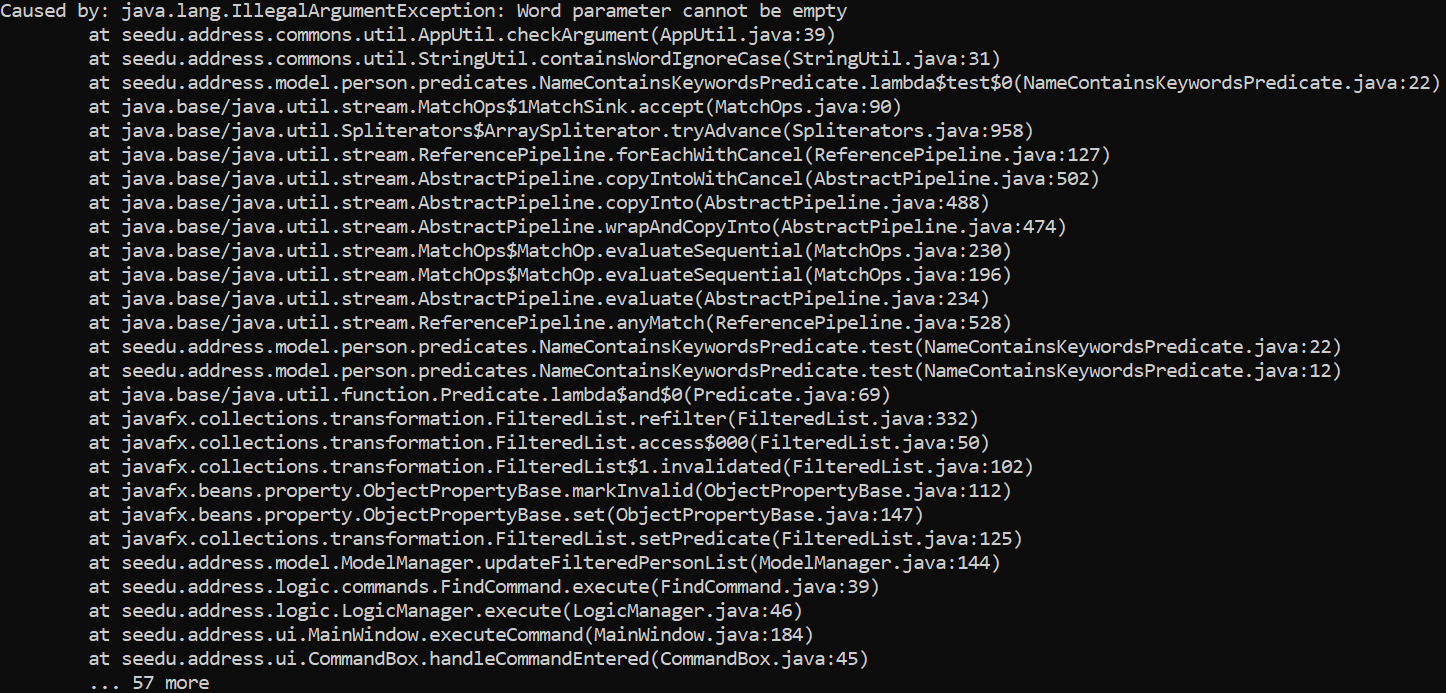 Caused by: java.lang.IllegalArgumentException: Word parameter cannot be empty
        at seedu.address.commons.util.AppUtil.checkArgument(AppUtil.java:39)
        at seedu.address.commons.util.StringUtil.containsWordIgnoreCase(StringUtil.java:31)
        at seedu.address.model.person.predicates.NameContainsKeywordsPredicate.lambda$test$0(NameContainsKeywordsPredicate.java:22)
        at java.base/java.util.stream.MatchOps$1MatchSink.accept(MatchOps.java:90)
        at java.base/java.util.Spliterators$ArraySpliterator.tryAdvance(Spliterators.java:958)
        at java.base/java.util.stream.ReferencePipeline.forEachWithCancel(ReferencePipeline.java:127)
        at java.base/java.util.stream.AbstractPipeline.copyIntoWithCancel(AbstractPipeline.java:502)
        at java.base/java.util.stream.AbstractPipeline.copyInto(AbstractPipeline.java:488)
        at java.base/java.util.stream.AbstractPipeline.wrapAndCopyInto(AbstractPipeline.java:474)
        at java.base/java.util.stream.MatchOps$MatchOp.evaluateSequential(MatchOps.java:230)
        at java.base/java.util.stream.MatchOps$MatchOp.evaluateSequential(MatchOps.java:196)
        at java.base/java.util.stream.AbstractPipeline.evaluate(AbstractPipeline.java:234)
        at java.base/java.util.stream.ReferencePipeline.anyMatch(ReferencePipeline.java:528)
        at seedu.address.model.person.predicates.NameContainsKeywordsPredicate.test(NameContainsKeywordsPredicate.java:22)
        at seedu.address.model.person.predicates.NameContainsKeywordsPredicate.test(NameContainsKeywordsPredicate.java:12)
        at java.base/java.util.function.Predicate.lambda$and$0(Predicate.java:69)
        at javafx.collections.transformation.FilteredList.refilter(FilteredList.java:332)
        at javafx.collections.transformation.FilteredList.access$000(FilteredList.java:50)
        at javafx.collections.transformation.FilteredList$1.invalidated(FilteredList.java:102)
        at javafx.beans.property.ObjectPropertyBase.markInvalid(ObjectPropertyBase.java:112)
        at javafx.beans.property.ObjectPropertyBase.set(ObjectPropertyBase.java:147)
        at javafx.collections.transformation.FilteredList.setPredicate(FilteredList.java:125)
        at seedu.address.model.ModelManager.updateFilteredPersonList(ModelManager.java:144)
        at seedu.address.logic.commands.FindCommand.execute(FindCommand.java:39)
        at seedu.address.logic.LogicManager.execute(LogicManager.java:46)
        at seedu.address.ui.MainWindow.executeCommand(MainWindow.java:184)
        at seedu.address.ui.CommandBox.handleCommandEntered(CommandBox.java:45)
        ... 57 more